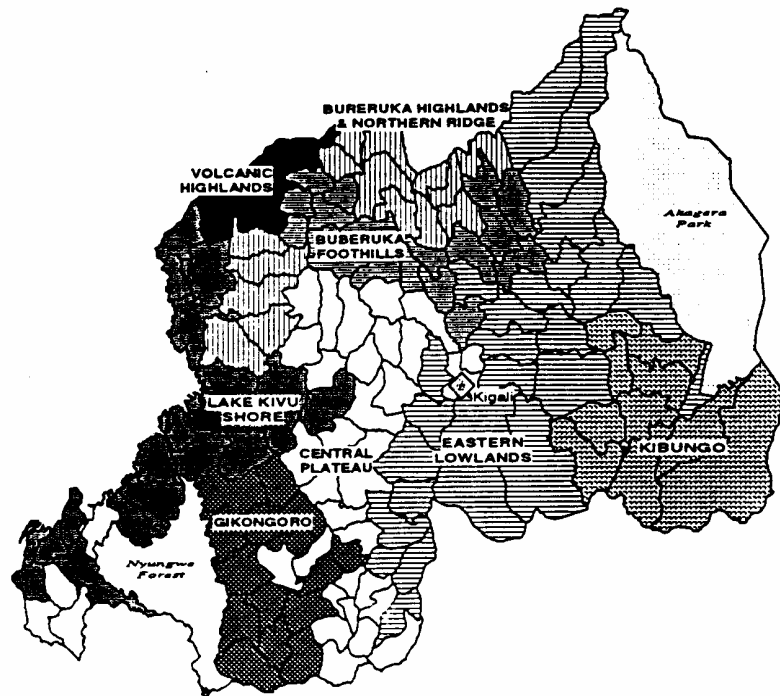 BURERUKA HIGHLANDS
& NORTHERN RIDGE
VOLCANIC
HIGHLANDS
Akagera
Park
BUBERUKA
FOOTHILLS
LAKE KIVU
SHORE
Kigali
CENTRAL
PLATEAU
EASTERN
LOWLANDS
KIBUNGO
GIKONGORO
Nyungwe
Forest